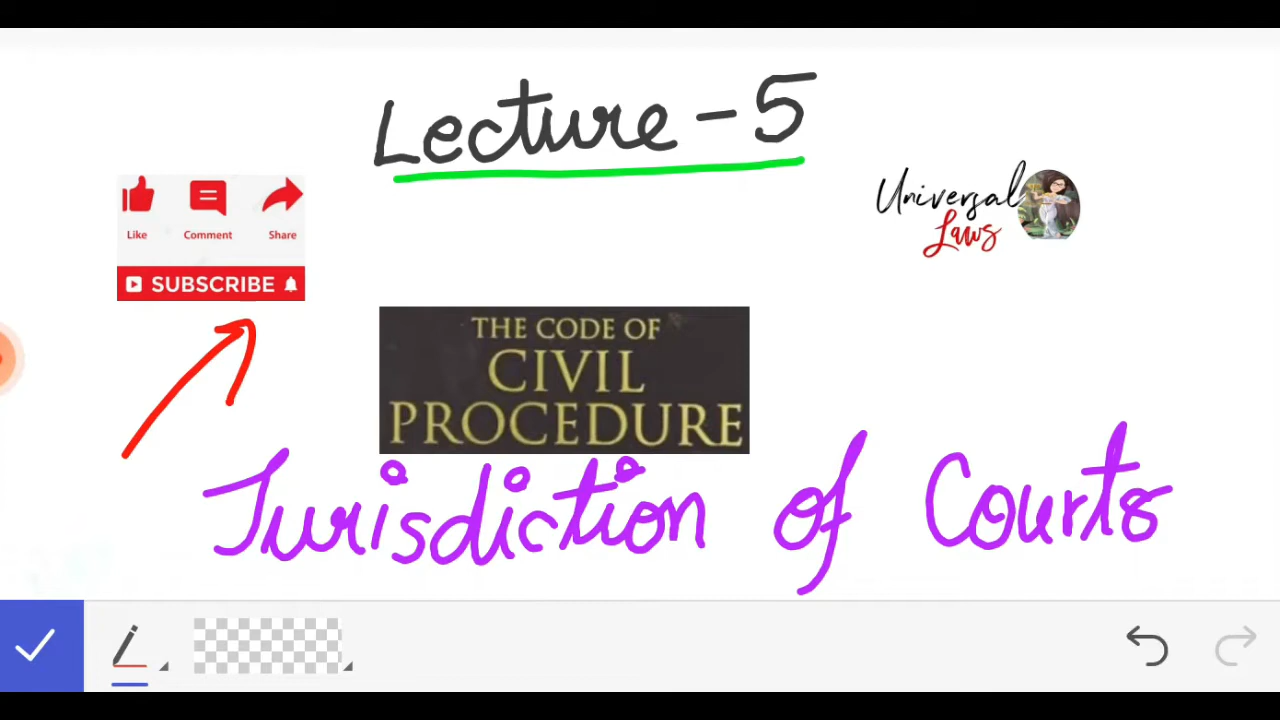 Lecture - 5
Universal
Laws
Like Comment Share
SUBSCRIBE
THE CODE OF
CIVIL
PROCEDURE
Jurisdiction of Courts